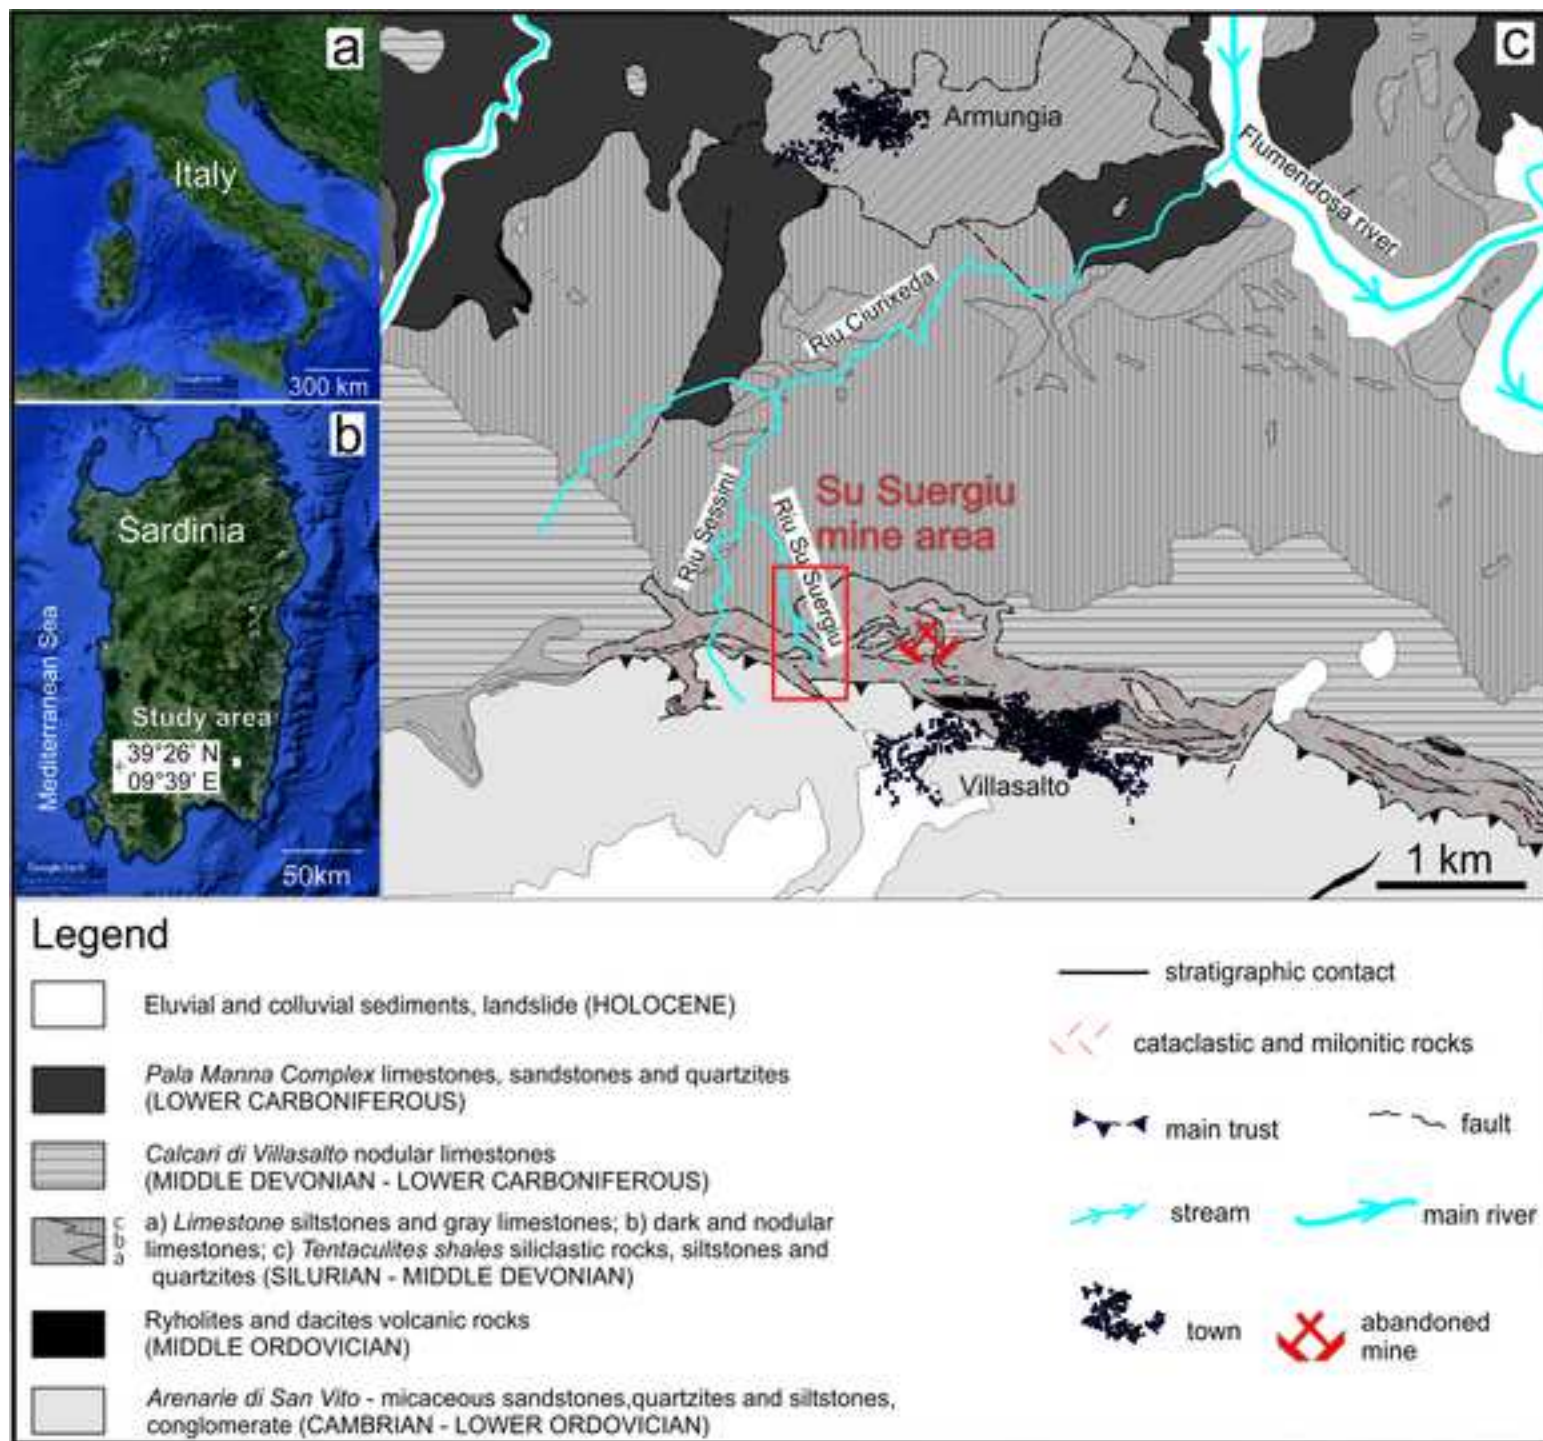 a
Italy
300 km
b
Sardinia
Mediterranean Sea
Study area
39°26' N
09°39' E
Google Earth
50km
c
Armungia
Flumendosa river
Riu Ciurixeda
Riu Sessini
Riu Su Suergiu
Su Suergiu
mine area
Villasalto
1 km
Legend
Eluvial and colluvial sediments, landslide (HOLOCENE)
Pala Manna Complex limestones, sandstones and quartzites
(LOWER CARBONIFEROUS)
Calcari di Villasalto nodular limestones
(MIDDLE DEVONIAN - LOWER CARBONIFEROUS)
c
b
a
a) Limestone siltstones and gray limestones; b) dark and nodular
limestones; c) Tentaculites shales siliclastic rocks, siltstones and
quartzites (SILURIAN - MIDDLE DEVONIAN)
Ryholites and dacites volcanic rocks
(MIDDLE ORDOVICIAN)
Arenarie di San Vito - micaceous sandstones,quartzites and siltstones,
conglomerate (CAMBRIAN - LOWER ORDOVICIAN)
stratigraphic contact
cataclastic and milonitic rocks
main trust
fault
stream
main river
town
abandoned
mine